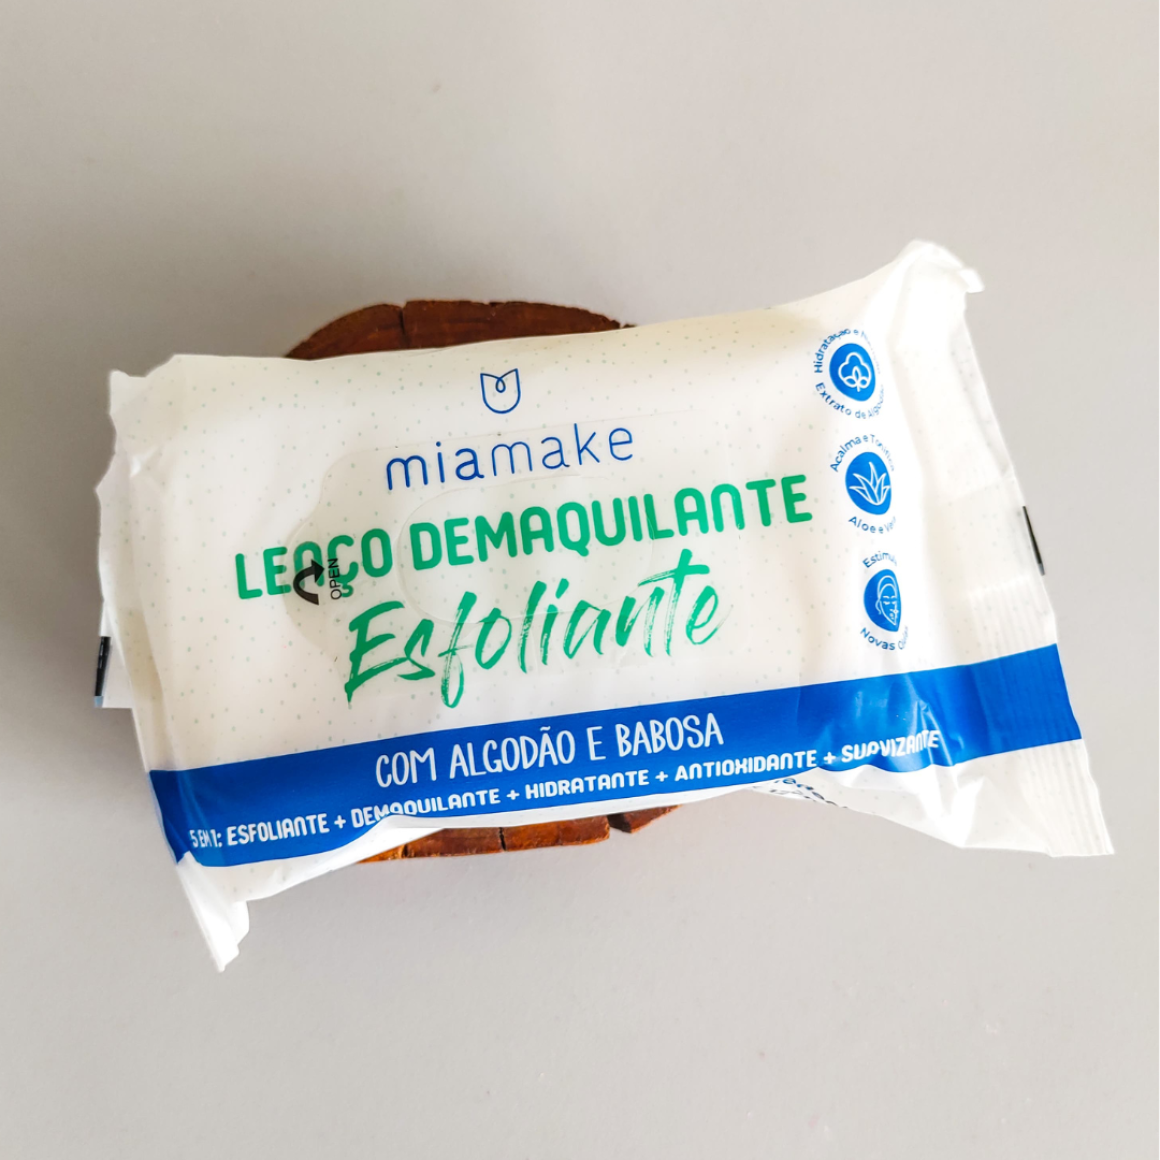 miamake
LENÇO DEMAQUILANTE
OPEN
Esfoliante
COM ALGODÃO E BABOSA
5 EM 1: ESFOLIANTE + DEMAQUILANTE + HIDRATANTE + ANTIOXIDANTE + SUAVIZANTE
Hidratação e
Extrato de
Acalma e
Aloe e
Novas